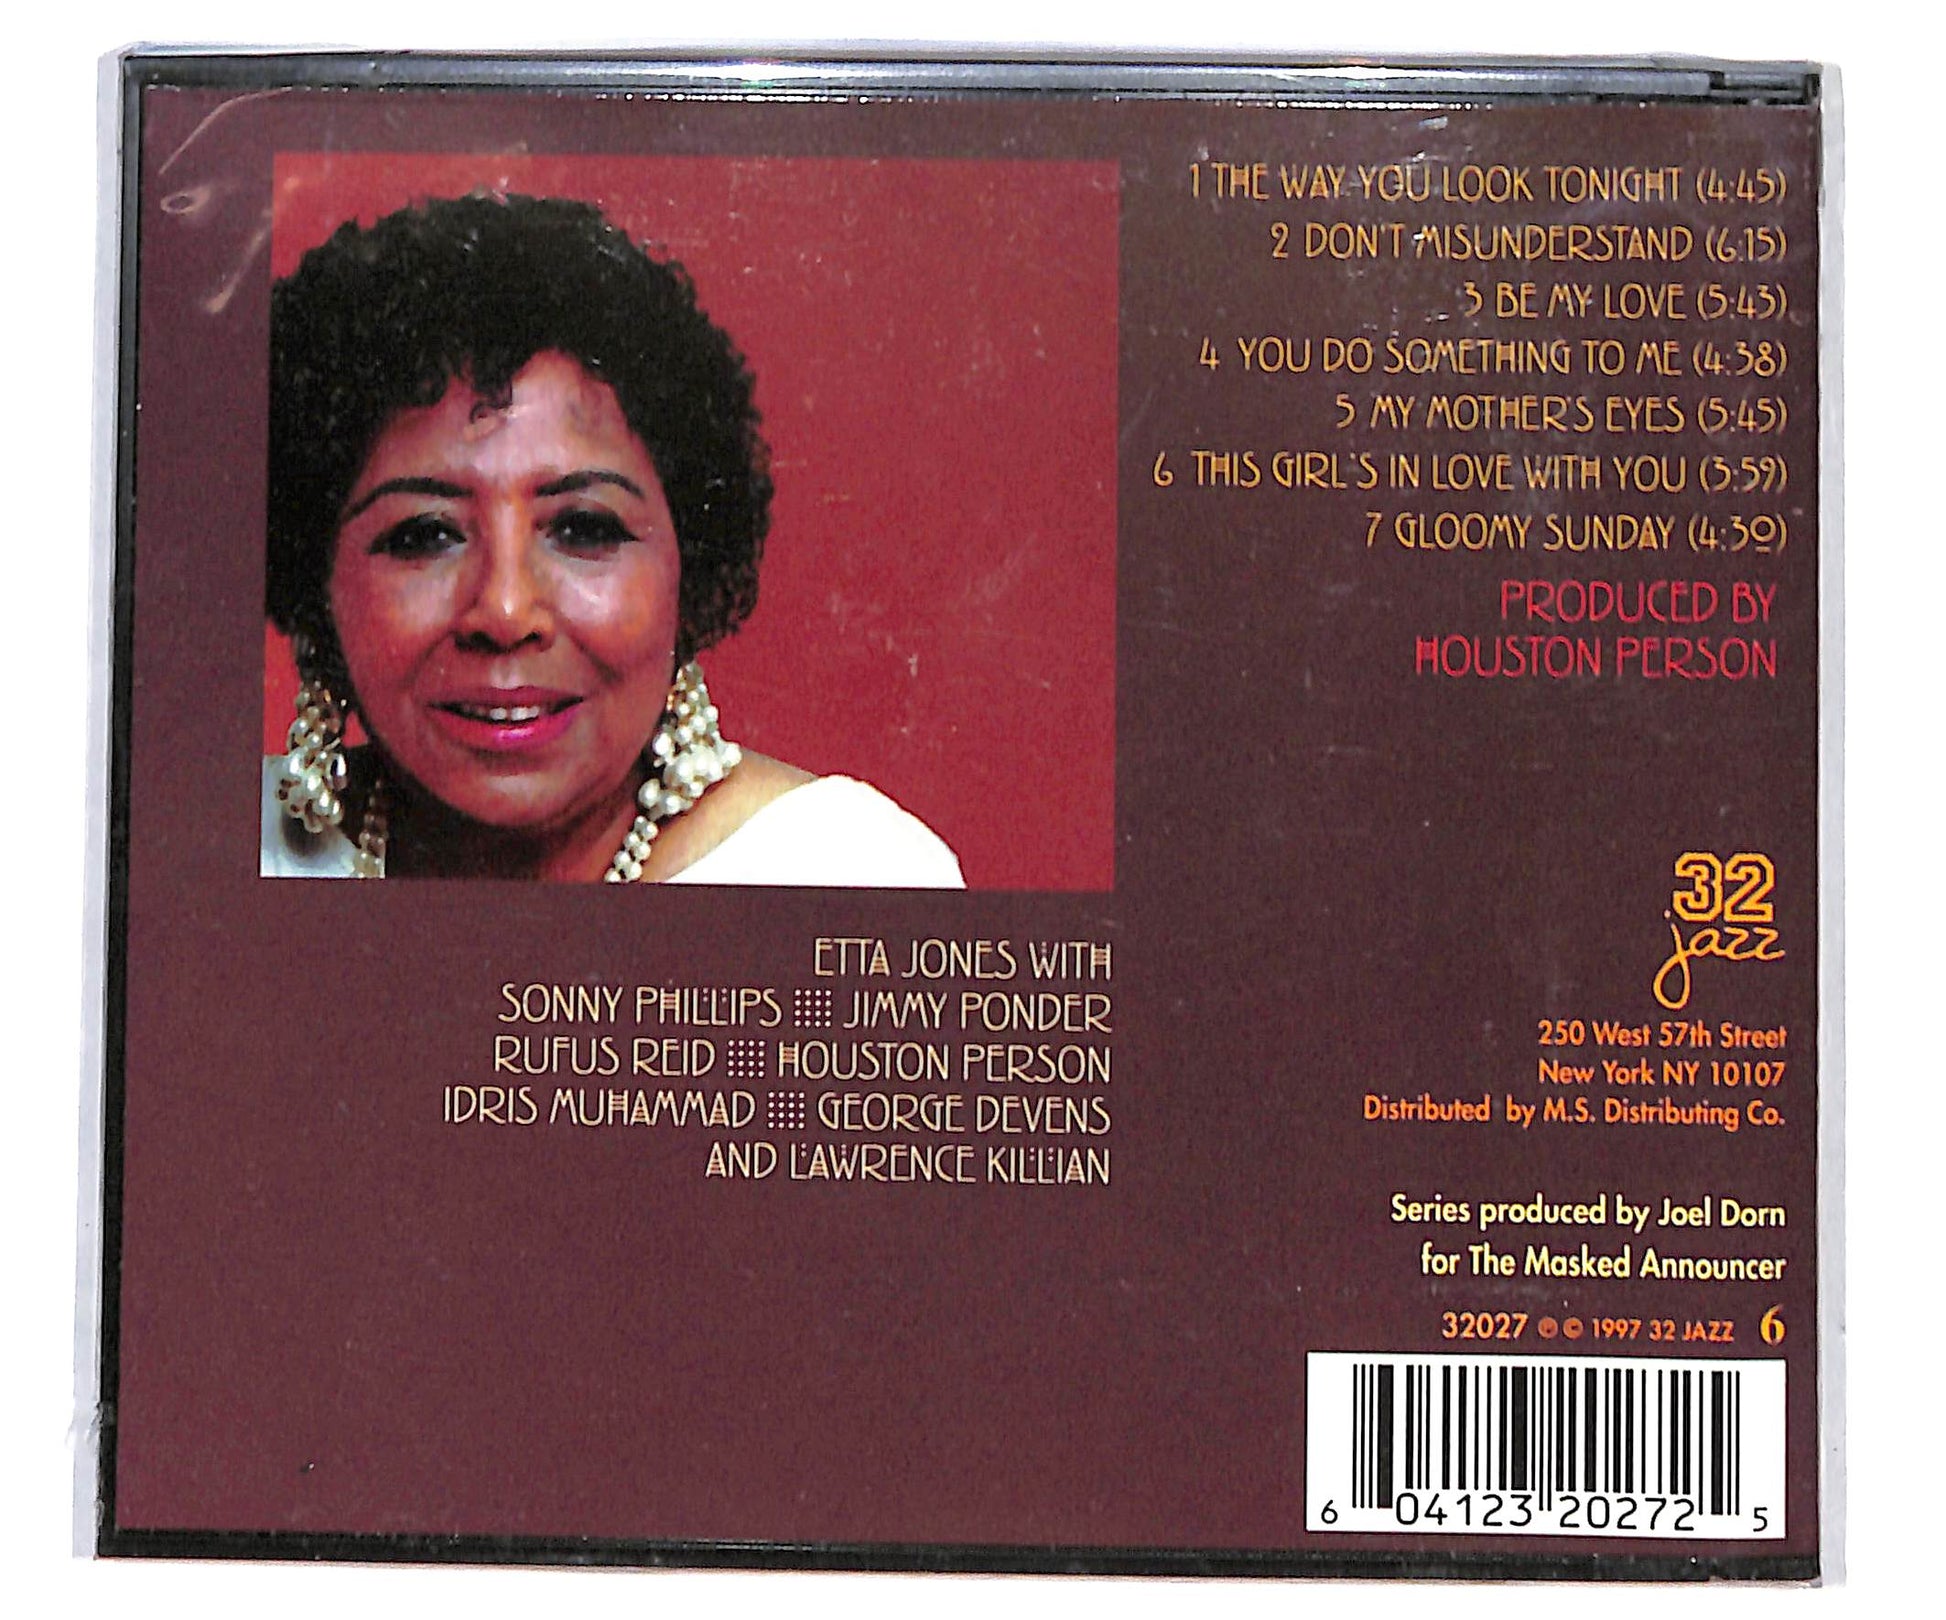 1 THE WAY YOU LOOK TONIGHT (4:45)
2 DON'T MISUNDERSTAND (6:15)
3 BE MY LOVE (5:43)
4 YOU DO SOMETHING TO ME (4:38)
5 MY MOTHER'S EYES (5:45)
6 THIS GIRL'S IN LOVE WITH YOU (3:59)
7 GLOOMY SUNDAY (4:30)
PRODUCED BY
HOUSTON PERSON
ETTA JONES WITH
SONNY PHILLIPS JIMMY PONDER
RUFUS REID HOUSTON PERSON
IDRIS MUHAMMAD GEORGE DEVENS
AND LAWRENCE KILLIAN
32
jazz
250 West 57th Street
New York NY 10107
Distributed by M.S. Distributing Co.
Series produced by Joel Dorn
for The Masked Announcer
32027 ℗ © 1997 32 JAZZ 6
6 04123 20272 5